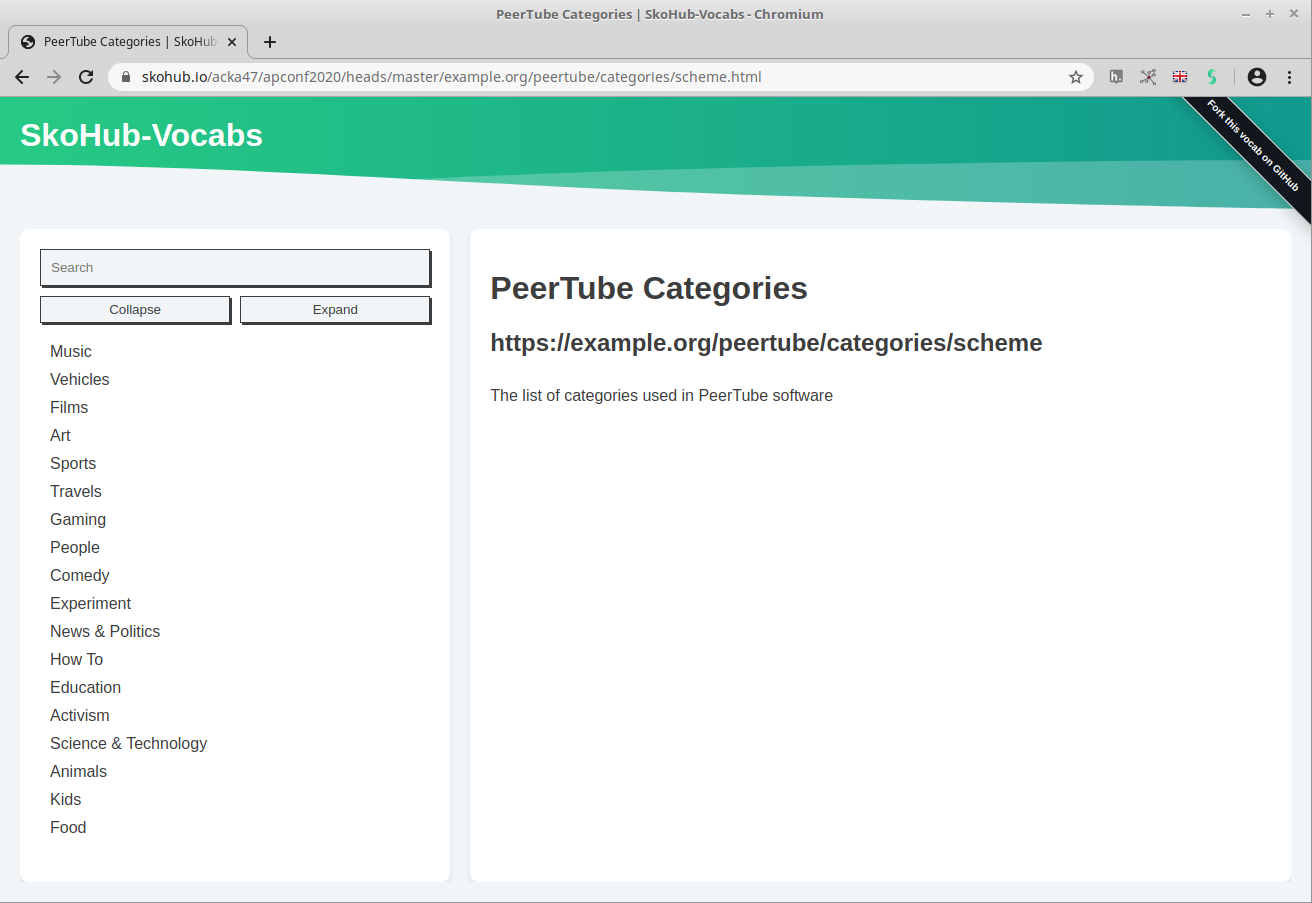 PeerTube Categories | SkoHub-Vocabs - Chromium
PeerTube Categories | SkoHub
skohub.io/acka47/apconf2020/heads/master/example.org/peertube/categories/scheme.html
SkoHub-Vocabs
Fork this vocab on GitHub
Search
Collapse
Expand
Music
Vehicles
Films
Art
Sports
Travels
Gaming
People
Comedy
Experiment
News & Politics
How To
Education
Activism
Science & Technology
Animals
Kids
Food
PeerTube Categories
https://example.org/peertube/categories/scheme
The list of categories used in PeerTube software